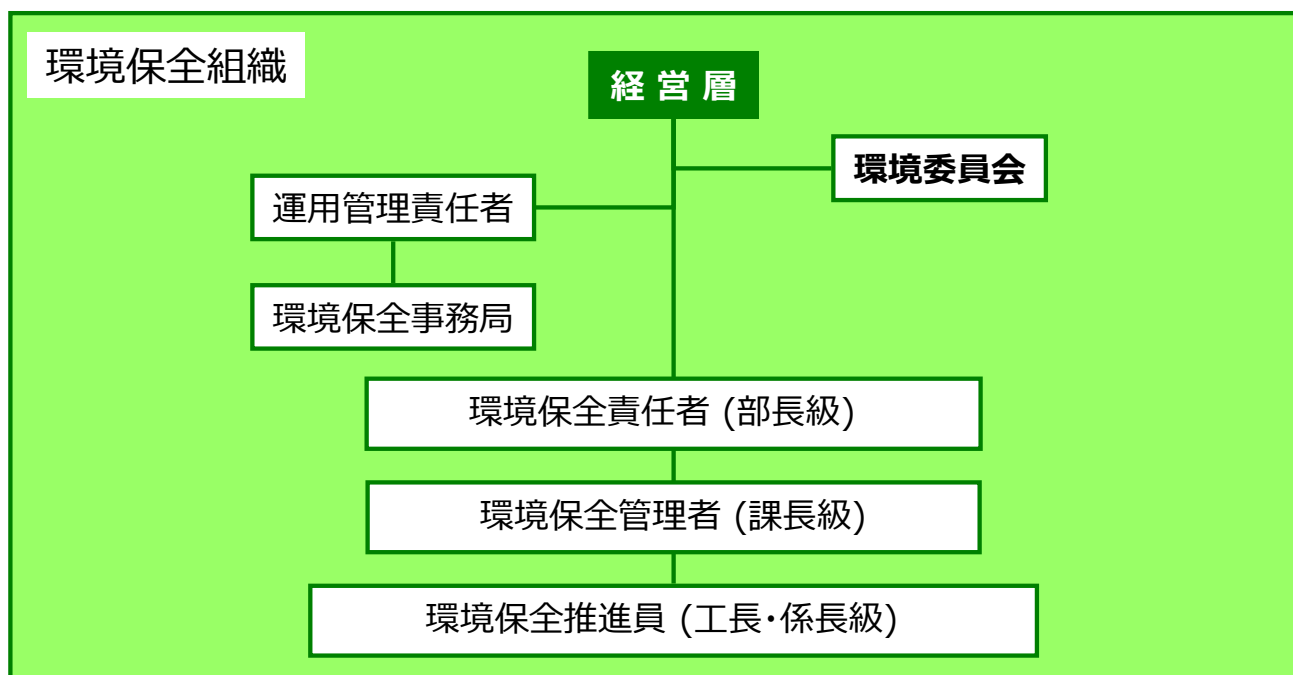 環境保全組織
経 営 層
環境委員会
運用管理責任者
環境保全事務局
環境保全責任者 (部長級)
環境保全管理者 (課長級)
環境保全推進員 (工長・係長級)